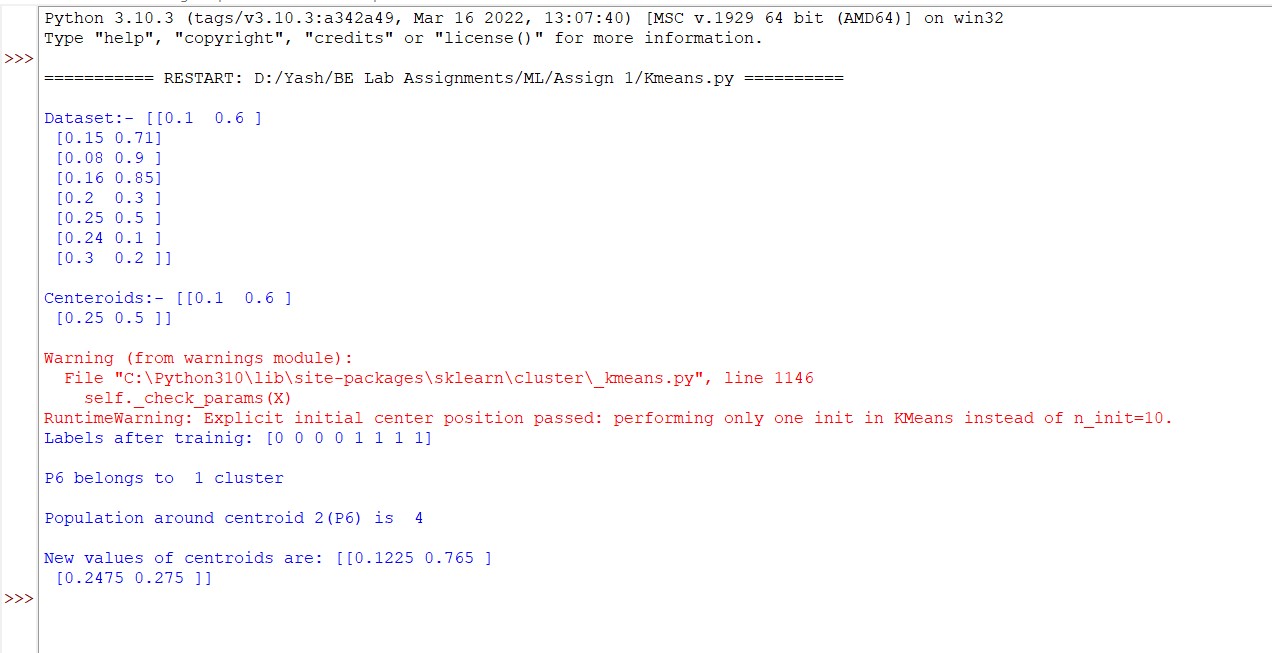 Python 3.10.3 (tags/v3.10.3:a342a49, Mar 16 2022, 13:07:40) [MSC v.1929 64 bit (AMD64)] on win32
Type "help", "copyright", "credits" or "license()" for more information.
>>>
=========== RESTART: D:/Yash/BE Lab Assignments/ML/Assign 1/Kmeans.py ==========
Dataset:- [[0.1  0.6 ]
 [0.15 0.71]
 [0.08 0.9 ]
 [0.16 0.85]
 [0.2  0.3 ]
 [0.25 0.5 ]
 [0.24 0.1 ]
 [0.3  0.2 ]]
Centeroids:- [[0.1  0.6 ]
 [0.25 0.5 ]]
Warning (from warnings module):
  File "C:\Python310\lib\site-packages\sklearn\cluster\_kmeans.py", line 1146
    self._check_params(X)
RuntimeWarning: Explicit initial center position passed: performing only one init in KMeans instead of n_init=10.
Labels after trainig: [0 0 0 0 1 1 1 1]
P6 belongs to  1 cluster
Population around centroid 2(P6) is  4
New values of centroids are: [[0.1225 0.765 ]
 [0.2475 0.275 ]]
>>>